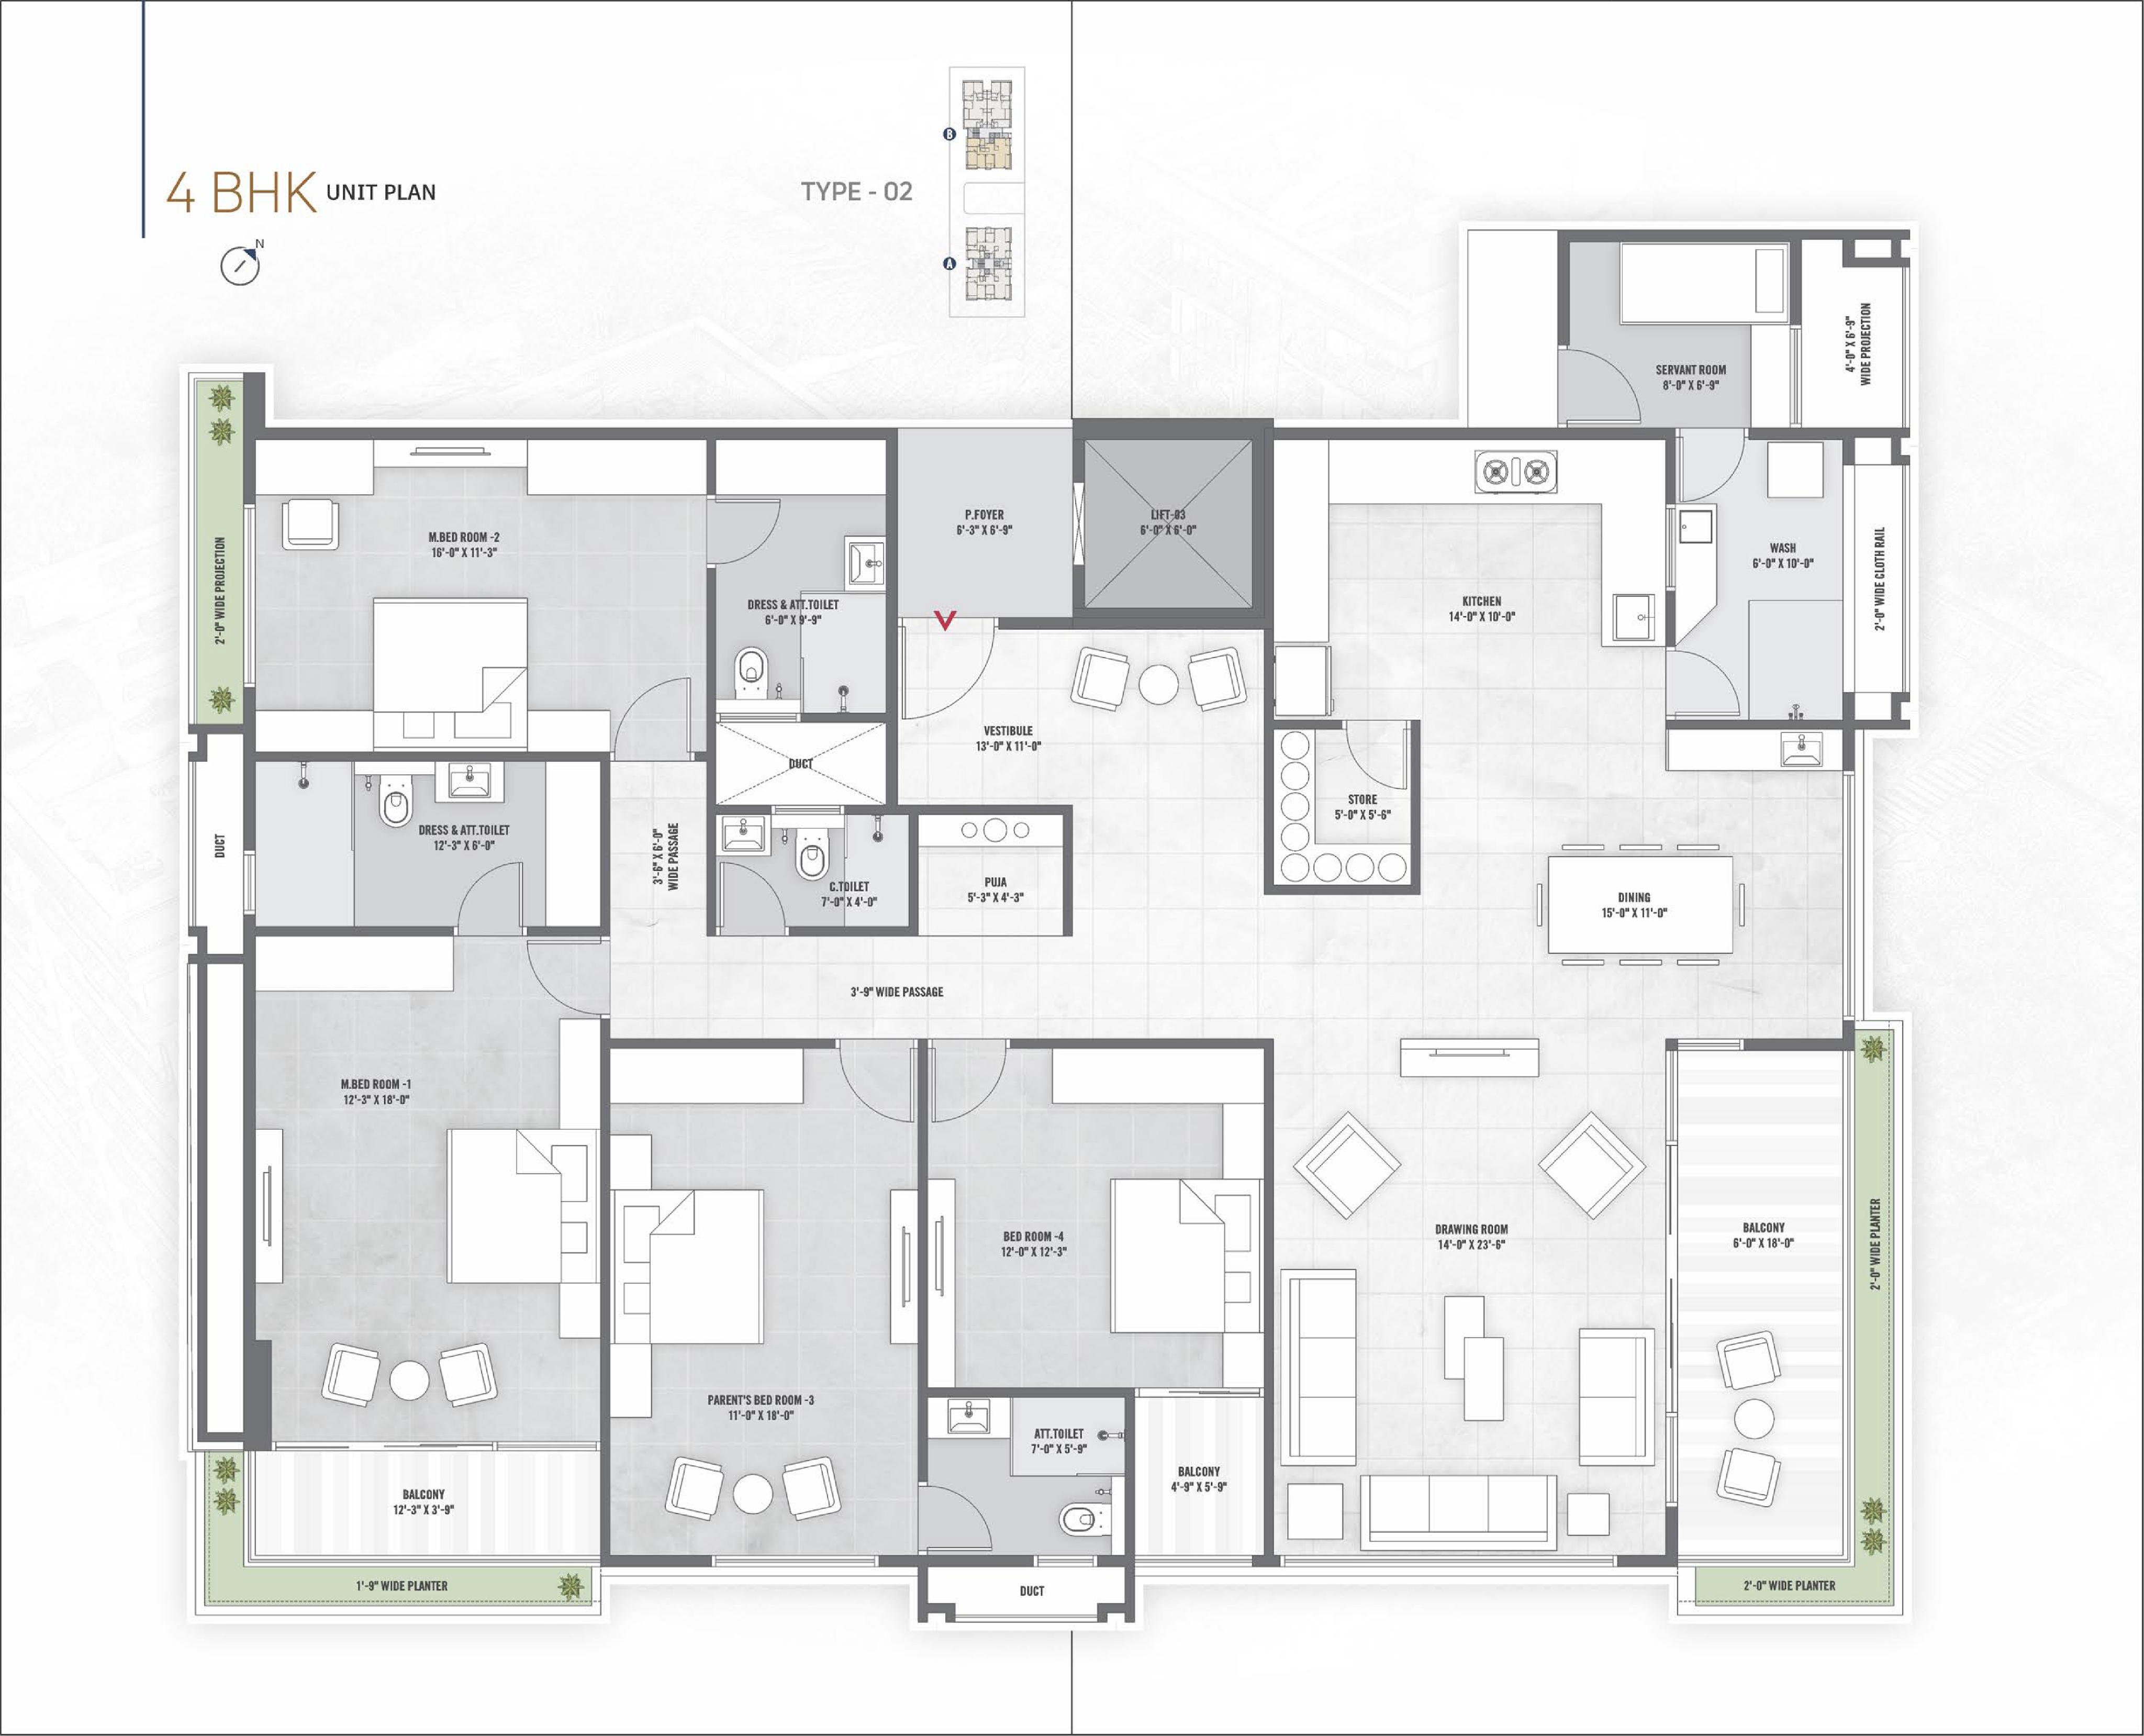 4 BHK UNIT PLAN
N
TYPE - 02
B
A
SERVANT ROOM
8'-0" X 6'-9"
4'-0" X 6'-9"
WIDE PROJECTION
2'-0" WIDE PROJECTION
M.BED ROOM -2
16'-0" X 11'-3"
DRESS & ATT.TOILET
6'-0" X 9'-9"
P.FOYER
6'-3" X 6'-9"
LIFT-03
6'-0" X 6'-0"
KITCHEN
14'-0" X 10'-0"
WASH
6'-0" X 10'-0"
2'-0" WIDE CLOTH RAIL
VESTIBULE
13'-0" X 11'-0"
DUCT
DUCT
DRESS & ATT.TOILET
12'-3" X 6'-0"
3'-6" X 6'-0"
WIDE PASSAGE
C.TOILET
7'-0" X 4'-0"
PUJA
5'-3" X 4'-3"
STORE
5'-0" X 5'-6"
DINING
15'-0" X 11'-0"
3'-9" WIDE PASSAGE
M.BED ROOM -1
12'-3" X 18'-0"
BED ROOM -4
12'-0" X 12'-3"
DRAWING ROOM
14'-0" X 23'-6"
BALCONY
6'-0" X 18'-0"
2'-0" WIDE PLANTER
PARENT'S BED ROOM -3
11'-0" X 18'-0"
ATT.TOILET
7'-0" X 5'-9"
BALCONY
4'-9" X 5'-9"
BALCONY
12'-3" X 3'-9"
1'-9" WIDE PLANTER
DUCT
2'-0" WIDE PLANTER